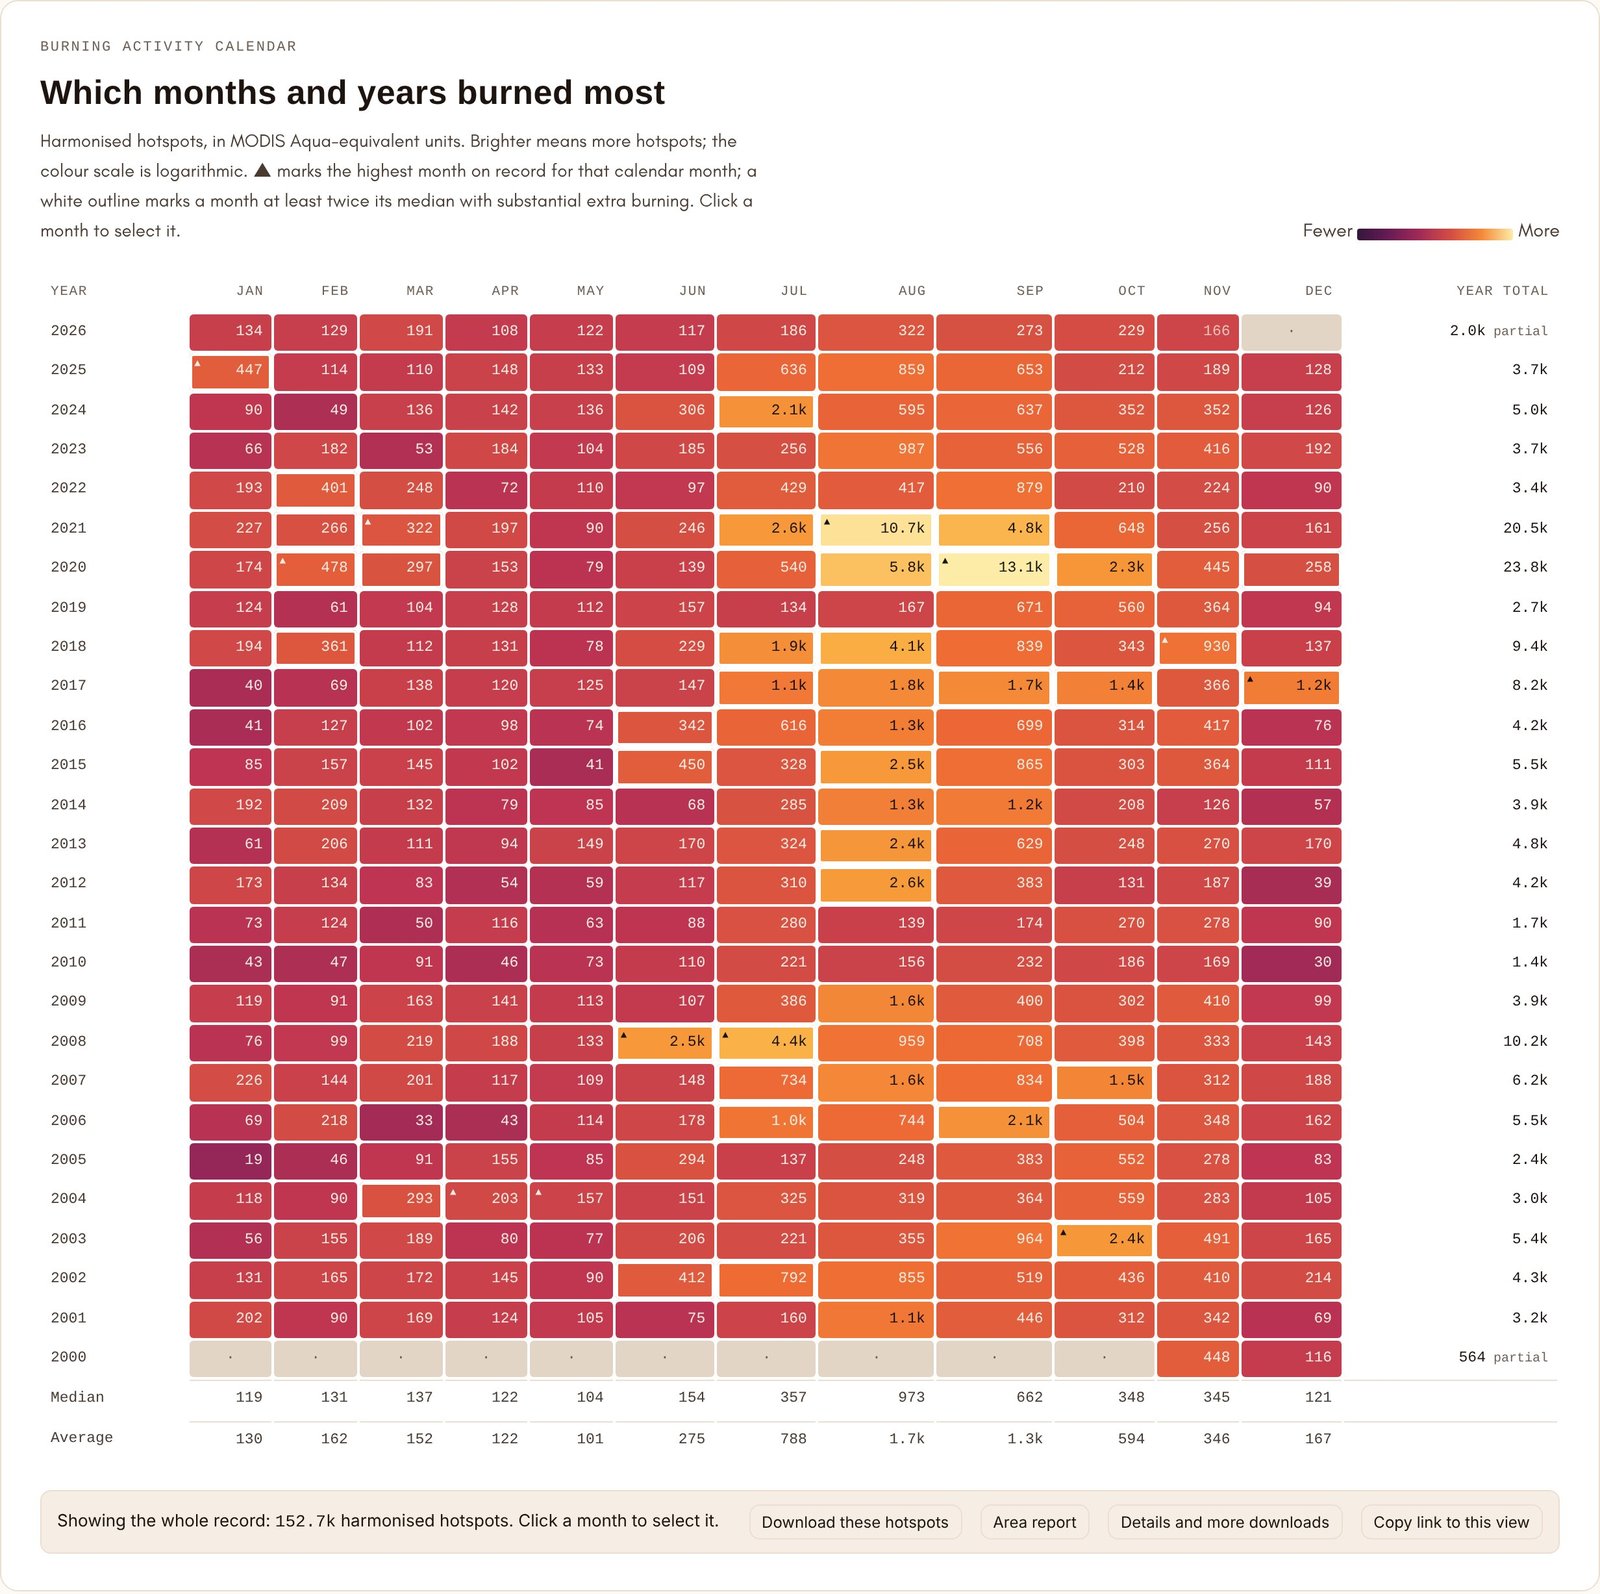 BURNING ACTIVITY CALENDAR
Which months and years burned most
Harmonised hotspots, in MODIS Aqua-equivalent units. Brighter means more hotspots; the
colour scale is logarithmic. ▲ marks the highest month on record for that calendar month; a
white outline marks a month at least twice its median with substantial extra burning. Click a
month to select it.
Fewer More
YEAR JAN FEB MAR APR MAY JUN JUL AUG SEP OCT NOV DEC YEAR TOTAL
2026 134 129 191 108 122 117 186 322 273 229 166 · 2.0k partial
2025 ▲ 447 114 110 148 133 109 636 859 653 212 189 128 3.7k
2024 90 49 136 142 136 306 2.1k 595 637 352 352 126 5.0k
2023 66 182 53 184 104 185 256 987 556 528 416 192 3.7k
2022 193 401 248 72 110 97 429 417 879 210 224 90 3.4k
2021 227 266 ▲ 322 197 90 246 2.6k ▲ 10.7k 4.8k 648 256 161 20.5k
2020 174 ▲ 478 297 153 79 139 540 5.8k ▲ 13.1k 2.3k 445 258 23.8k
2019 124 61 104 128 112 157 134 167 671 560 364 94 2.7k
2018 194 361 112 131 78 229 1.9k 4.1k 839 343 ▲ 930 137 9.4k
2017 40 69 138 120 125 147 1.1k 1.8k 1.7k 1.4k 366 ▲ 1.2k 8.2k
2016 41 127 102 98 74 342 616 1.3k 699 314 417 76 4.2k
2015 85 157 145 102 41 450 328 2.5k 865 303 364 111 5.5k
2014 192 209 132 79 85 68 285 1.3k 1.2k 208 126 57 3.9k
2013 61 206 111 94 149 170 324 2.4k 629 248 270 170 4.8k
2012 173 134 83 54 59 117 310 2.6k 383 131 187 39 4.2k
2011 73 124 50 116 63 88 280 139 174 270 278 90 1.7k
2010 43 47 91 46 73 110 221 156 232 186 169 30 1.4k
2009 119 91 163 141 113 107 386 1.6k 400 302 410 99 3.9k
2008 76 99 219 188 133 ▲ 2.5k ▲ 4.4k 959 708 398 333 143 10.2k
2007 226 144 201 117 109 148 734 1.6k 834 1.5k 312 188 6.2k
2006 69 218 33 43 114 178 1.0k 744 2.1k 504 348 162 5.5k
2005 19 46 91 155 85 294 137 248 383 552 278 83 2.4k
2004 118 90 293 ▲ 203 ▲ 157 151 325 319 364 559 283 105 3.0k
2003 56 155 189 80 77 206 221 355 964 ▲ 2.4k 491 165 5.4k
2002 131 165 172 145 90 412 792 855 519 436 410 214 4.3k
2001 202 90 169 124 105 75 160 1.1k 446 312 342 69 3.2k
2000 · · · · · · · · · · 448 116 564 partial
Median 119 131 137 122 104 154 357 973 662 348 345 121
Average 130 162 152 122 101 275 788 1.7k 1.3k 594 346 167
Showing the whole record: 152.7k harmonised hotspots. Click a month to select it. Download these hotspots Area report Details and more downloads Copy link to this view